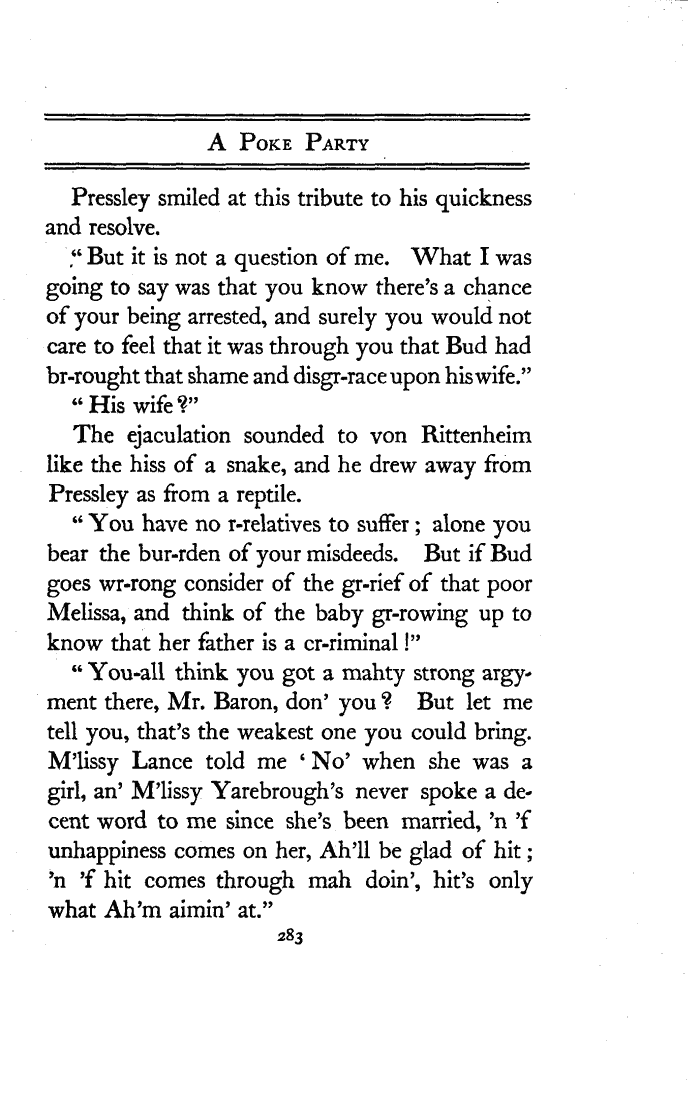 A Poke Party
Pressley smiled at this tribute to his quickness
and resolve.
“ But it is not a question of me. What I was
going to say was that you know there’s a chance
of your being arrested, and surely you would not
care to feel that it was through you that Bud had
br-rought that shame and disgr-race upon his wife.”
“ His wife ?”
The ejaculation sounded to von Rittenheim
like the hiss of a snake, and he drew away from
Pressley as from a reptile.
“ You have no r-relatives to suffer ; alone you
bear the bur-rden of your misdeeds. But if Bud
goes wr-rong consider of the gr-rief of that poor
Melissa, and think of the baby gr-rowing up to
know that her father is a cr-riminal !”
“ You-all think you got a mahty strong argy-
ment there, Mr. Baron, don’ you ? But let me
tell you, that’s the weakest one you could bring.
M’lissy Lance told me ‘ No’ when she was a
girl, an’ M’lissy Yarebrough’s never spoke a de-
cent word to me since she’s been married, ’n ’f
unhappiness comes on her, Ah’ll be glad of hit ;
’n ’f hit comes through mah doin’, hit’s only
what Ah’m aimin’ at.”
283